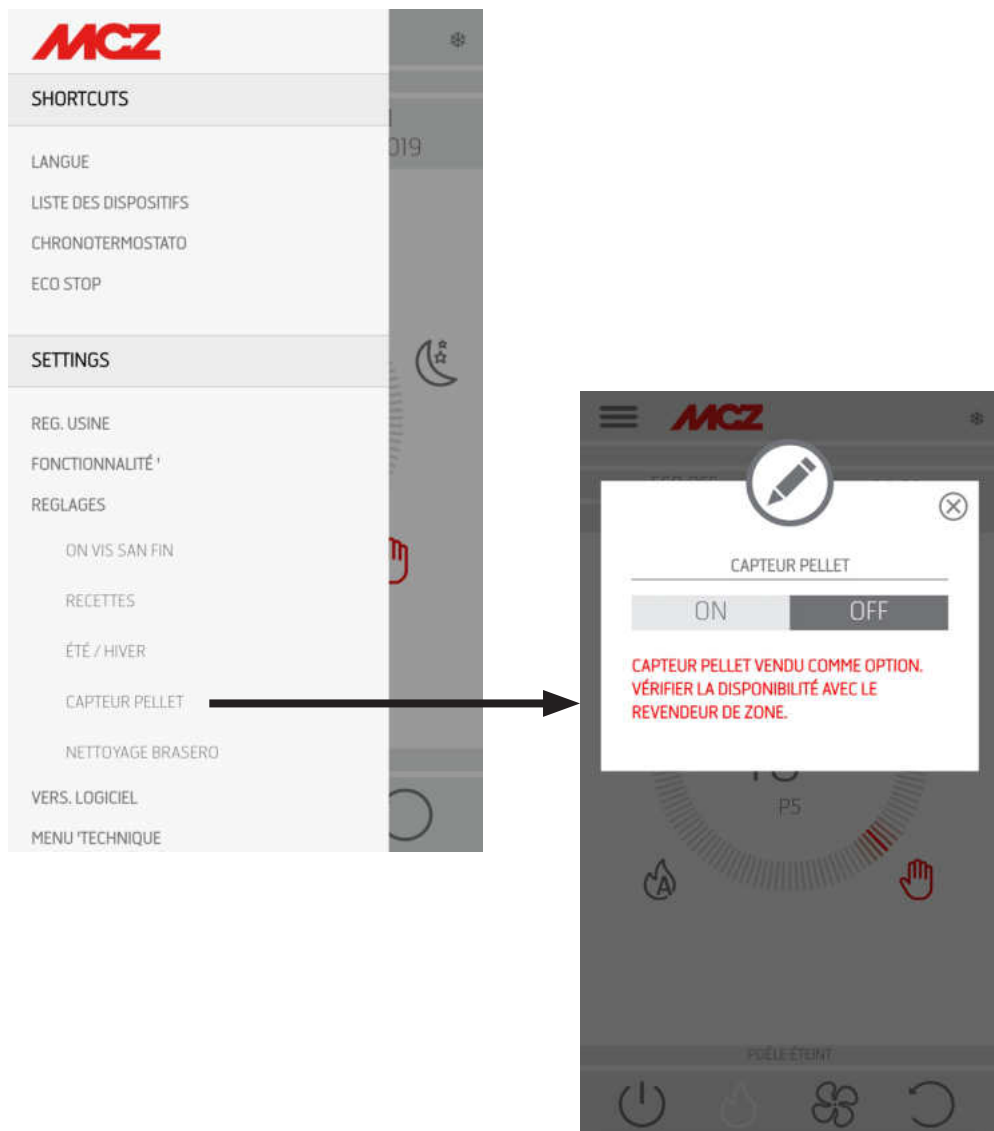 MCZ
SHORTCUTS
019
LANGUE
LISTE DES DISPOSITIFS
CHRONOTERMOSTATO
ECO STOP
SETTINGS
REG. USINE
FONCTIONNALITÉ '
REGLAGES
ON VIS SAN FIN
RECETTES
ÉTÉ / HIVER
CAPTEUR PELLET
NETTOYAGE BRASERO
VERS. LOGICIEL
MENU 'TECHNIQUE
MCZ
CAPTEUR PELLET
ON OFF
CAPTEUR PELLET VENDU COMME OPTION.
VÉRIFIER LA DISPONIBILITÉ AVEC LE
REVENDEUR DE ZONE.
P5
A
POÊLE ÉTEINT